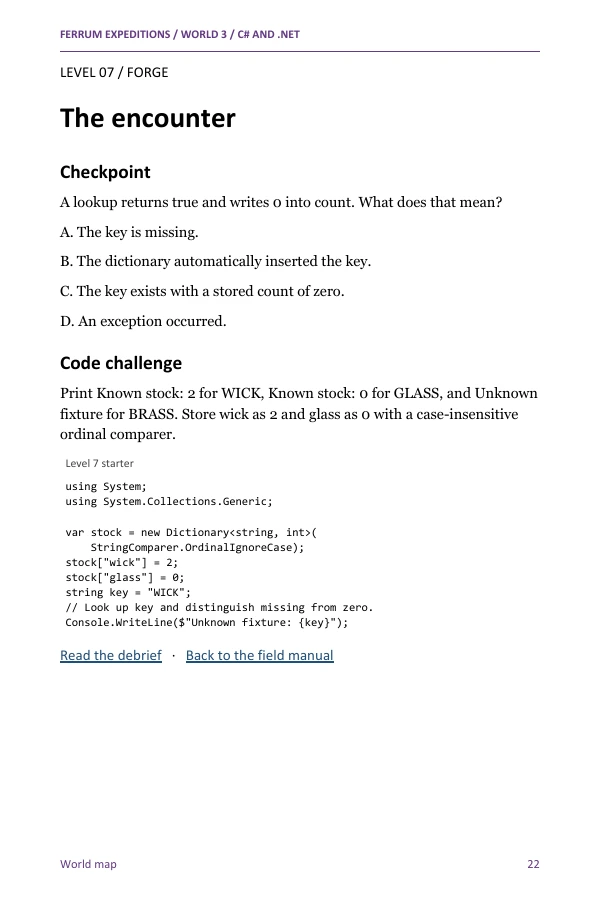 FERRUM EXPEDITIONS / WORLD 3 / C# AND .NET
LEVEL 07 / FORGE
The encounter
Checkpoint
A lookup returns true and writes 0 into count. What does that mean?
A. The key is missing.
B. The dictionary automatically inserted the key.
C. The key exists with a stored count of zero.
D. An exception occurred.
Code challenge
Print Known stock: 2 for WICK, Known stock: 0 for GLASS, and Unknown
fixture for BRASS. Store wick as 2 and glass as 0 with a case-insensitive
ordinal comparer.
Level 7 starter
using System;
using System.Collections.Generic;
var stock = new Dictionary<string, int>(
    StringComparer.OrdinalIgnoreCase);
stock["wick"] = 2;
stock["glass"] = 0;
string key = "WICK";
// Look up key and distinguish missing from zero.
Console.WriteLine($"Unknown fixture: {key}");
Read the debrief · Back to the field manual
World map 22